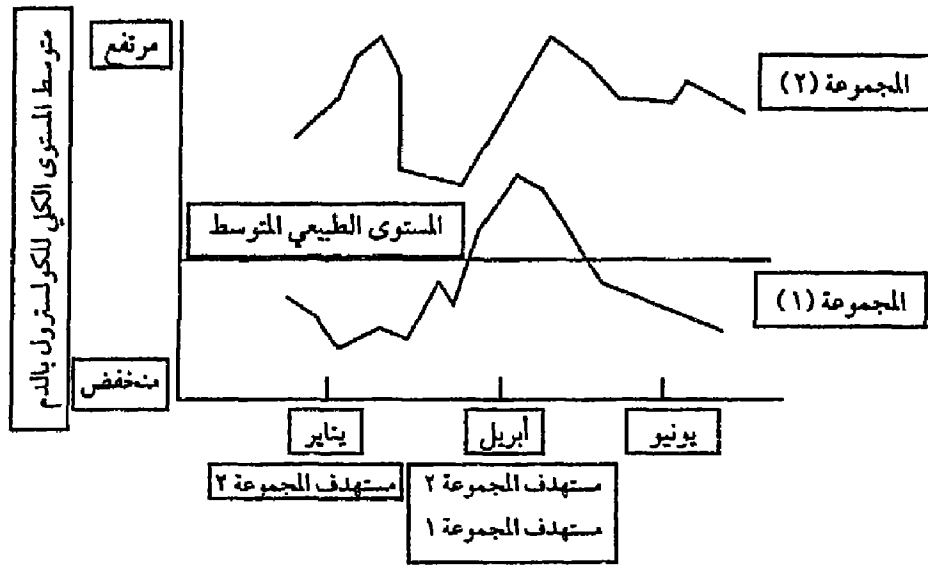 متوسط المستوى الكلي للكولسترول بالدم
مرتفع
المجموعة (٢)
المستوى الطبيعي المتوسط
المجموعة (١)
منخفض
يناير
أبريل
يونيو
مستهدف المجموعة ٢
مستهدف المجموعة ٢
مستهدف المجموعة ١